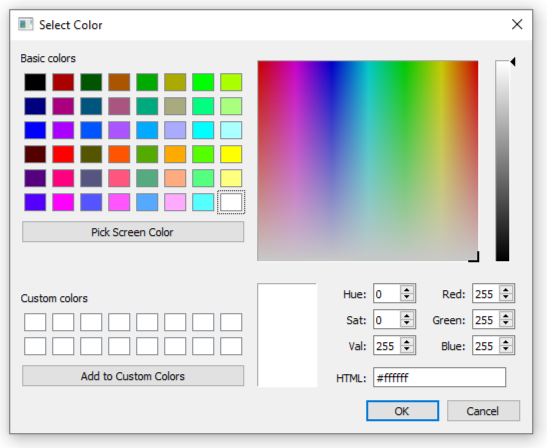 Select Color
Basic colors
Pick Screen Color
Custom colors
Add to Custom Colors
Hue: 0 Red: 255
Sat: 0 Green: 255
Val: 255 Blue: 255
HTML: #ffffff
OK Cancel